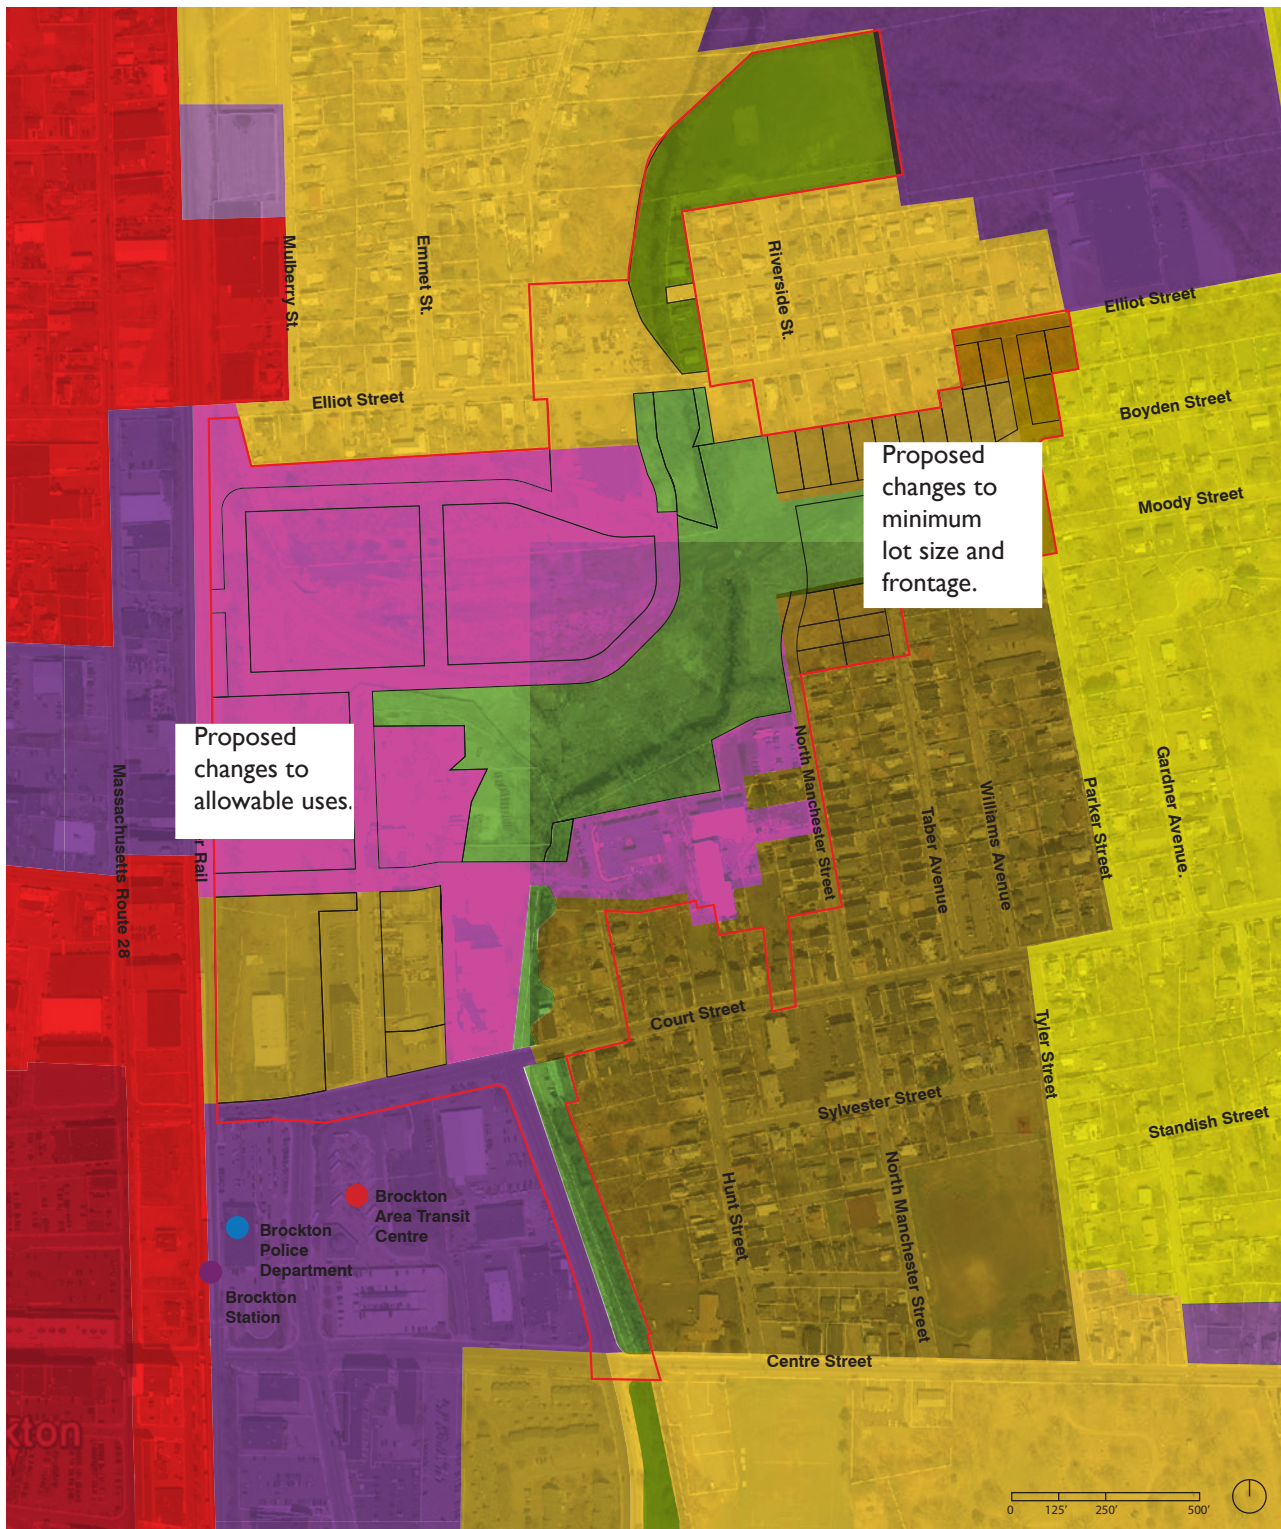 Mulberry St.
Emmet St.
Riverside St.
Elliot Street
Elliot Street
Boyden Street
Moody Street
Proposed
changes to
minimum
lot size and
frontage.
Proposed
changes to
allowable uses.
Massachusetts Route 28
r Rail
North Manchester Street
Taber Avenue
Williams Avenue
Parker Street
Gardner Avenue.
Court Street
Tyler Street
Sylvester Street
Standish Street
Hunt Street
North Manchester Street
Brockton
Area Transit
Centre
Brockton
Police
Department
Brockton
Station
Centre Street
kton
0 125' 250' 500'